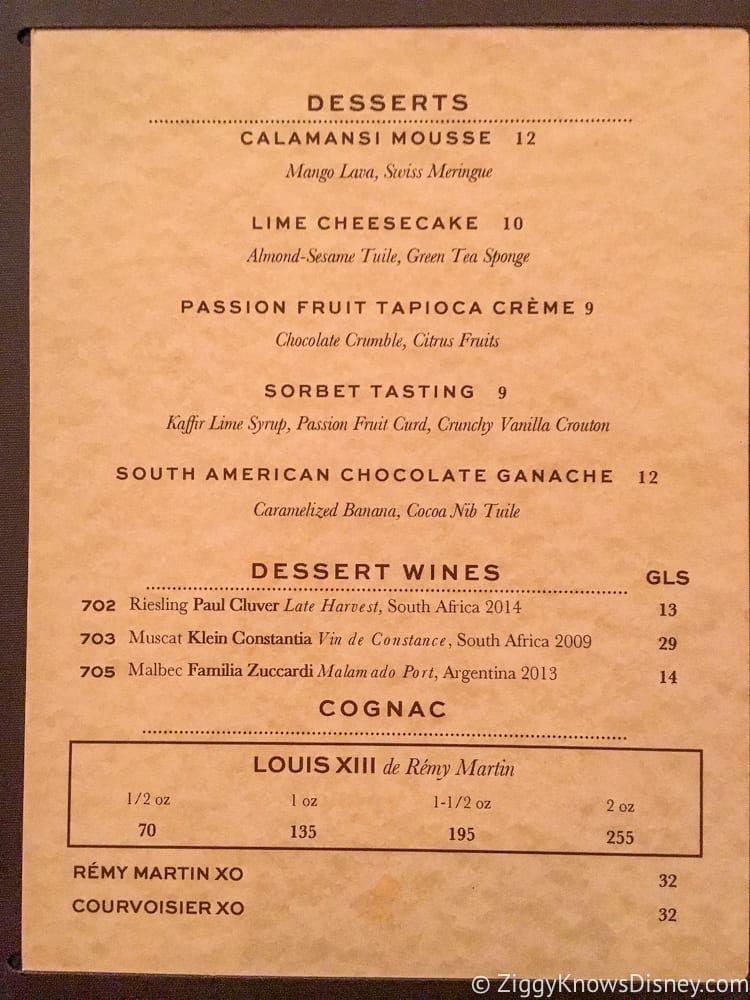 DESSERTS
CALAMANSI MOUSSE 12
Mango Lava, Swiss Meringue
LIME CHEESECAKE 10
Almond-Sesame Tuile, Green Tea Sponge
PASSION FRUIT TAPIOCA CRÈME 9
Chocolate Crumble, Citrus Fruits
SORBET TASTING 9
Kaffir Lime Syrup, Passion Fruit Curd, Crunchy Vanilla Crouton
SOUTH AMERICAN CHOCOLATE GANACHE 12
Caramelized Banana, Cocoa Nib Tuile
DESSERT WINES GLS
702 Riesling Paul Cluver Late Harvest, South Africa 2014 13
703 Muscat Klein Constantia Vin de Constance, South Africa 2009 29
705 Malbec Familia Zuccardi Malamado Port, Argentina 2013 14
COGNAC
LOUIS XIII de Rémy Martin
1/2 oz 1 oz 1-1/2 oz 2 oz
70 135 195 255
RÉMY MARTIN XO 32
COURVOISIER XO 32
© ZiggyKnowsDisney.com